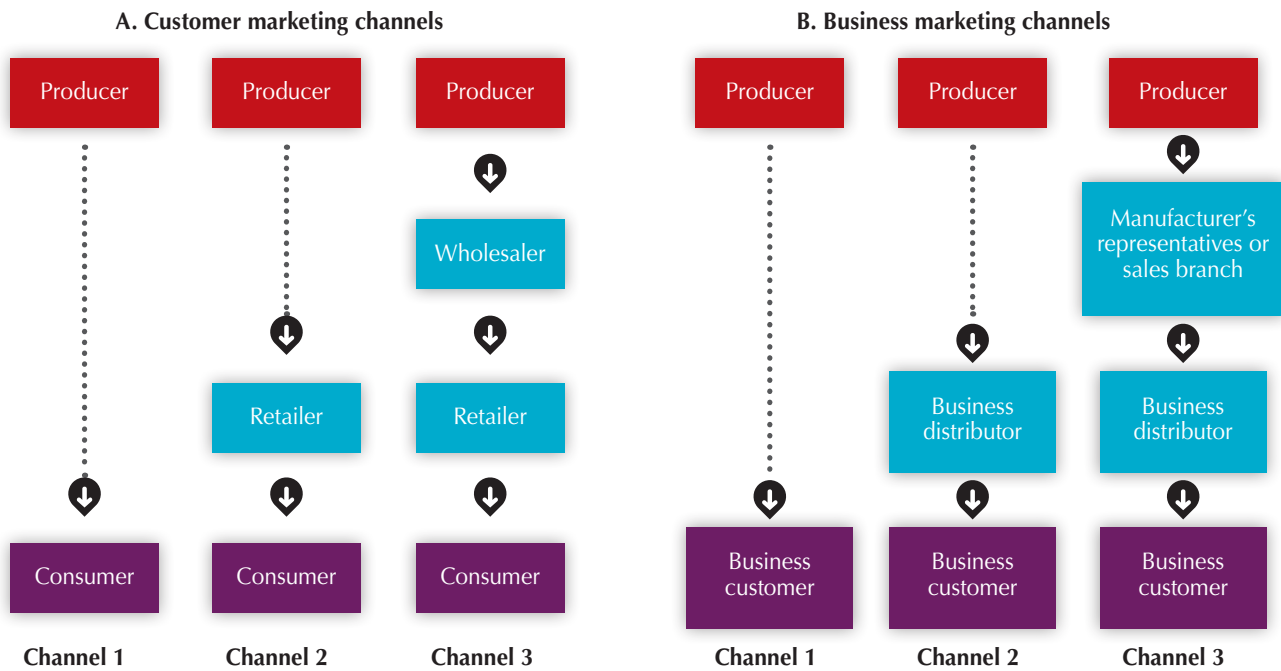 A. Customer marketing channels
Producer
Producer
Producer
Wholesaler
Retailer
Retailer
Consumer
Consumer
Consumer
Channel 1
Channel 2
Channel 3
B. Business marketing channels
Producer
Producer
Producer
Manufacturer’s
representatives or
sales branch
Business
distributor
Business
distributor
Business
customer
Business
customer
Business
customer
Channel 1
Channel 2
Channel 3